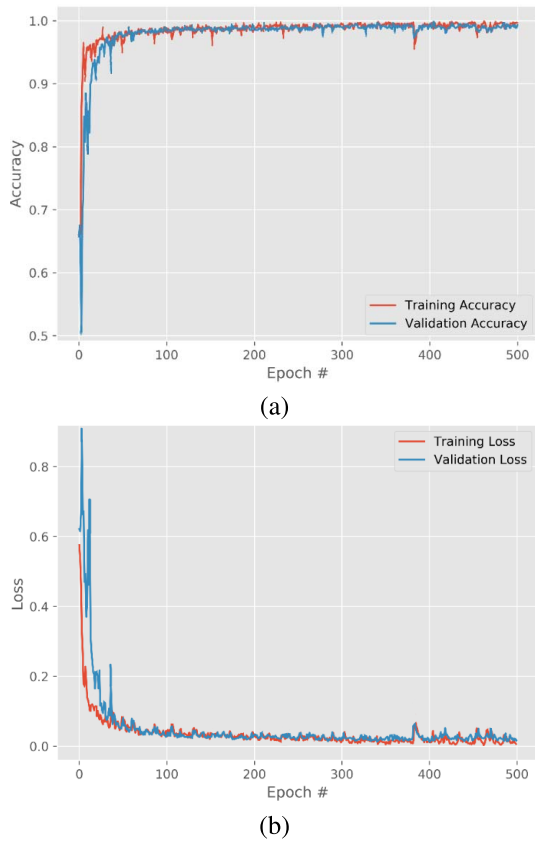 1.0
0.9
0.8
0.7
0.6
0.5
Accuracy
Training Accuracy
Validation Accuracy
0 100 200 300 400 500
Epoch #
(a)
0.8
0.6
0.4
0.2
0.0
Loss
Training Loss
Validation Loss
0 100 200 300 400 500
Epoch #
(b)